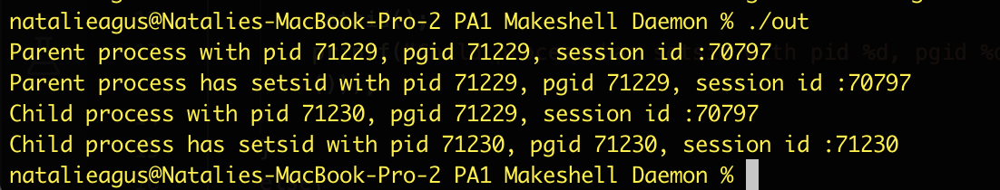 natalieagus@Natalies-MacBook-Pro-2 PA1 Makeshell Daemon % ./out
Parent process with pid 71229, pgid 71229, session id :70797
Parent process has setsid with pid 71229, pgid 71229, session id :70797
Child process with pid 71230, pgid 71229, session id :70797
Child process has setsid with pid 71230, pgid 71230, session id :71230
natalieagus@Natalies-MacBook-Pro-2 PA1 Makeshell Daemon %